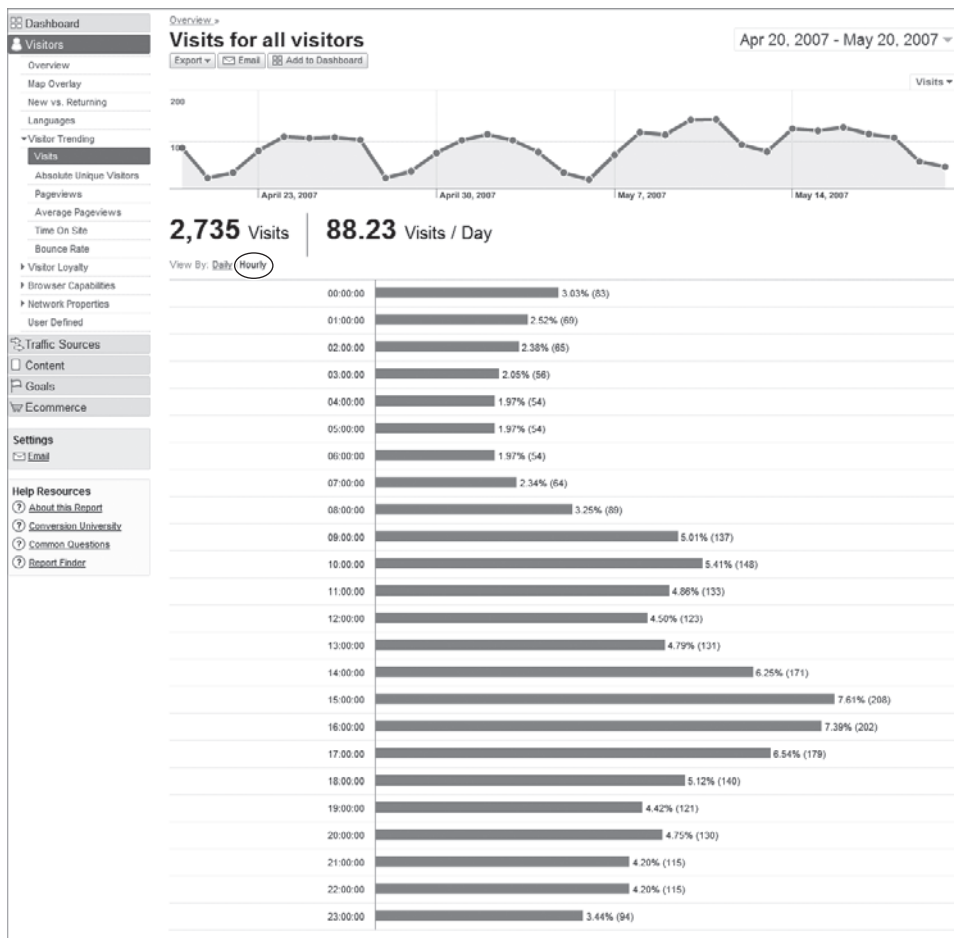 Dashboard
Visitors
Overview
Map Overlay
New vs. Returning
Languages
Visitor Trending
Visits
Absolute Unique Visitors
Pageviews
Average Pageviews
Time On Site
Bounce Rate
Visitor Loyalty
Browser Capabilities
Network Properties
User Defined
Traffic Sources
Content
Goals
Ecommerce
Settings
Email
Help Resources
? About this Report
? Conversion University
? Common Questions
? Report Finder
Overview »
Visits for all visitors
Apr 20, 2007 - May 20, 2007
Export Email Add to Dashboard
Visits
200
100
April 23, 2007 April 30, 2007 May 7, 2007 May 14, 2007
2,735 Visits 88.23 Visits / Day
View By: Daily Hourly
00:00:00 3.03% (83)
01:00:00 2.52% (69)
02:00:00 2.38% (65)
03:00:00 2.05% (56)
04:00:00 1.97% (54)
05:00:00 1.97% (54)
06:00:00 1.97% (54)
07:00:00 2.34% (64)
08:00:00 3.25% (89)
09:00:00 5.01% (137)
10:00:00 5.41% (148)
11:00:00 4.86% (133)
12:00:00 4.50% (123)
13:00:00 4.79% (131)
14:00:00 6.25% (171)
15:00:00 7.61% (208)
16:00:00 7.39% (202)
17:00:00 6.54% (179)
18:00:00 5.12% (140)
19:00:00 4.42% (121)
20:00:00 4.75% (130)
21:00:00 4.20% (115)
22:00:00 4.20% (115)
23:00:00 3.44% (94)